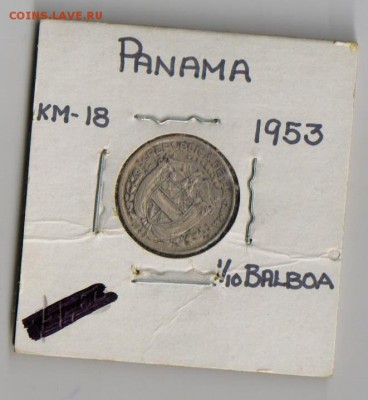 COINS.LAVE.RU
PANAMA
KM-18
1953
1/10 BALBOA